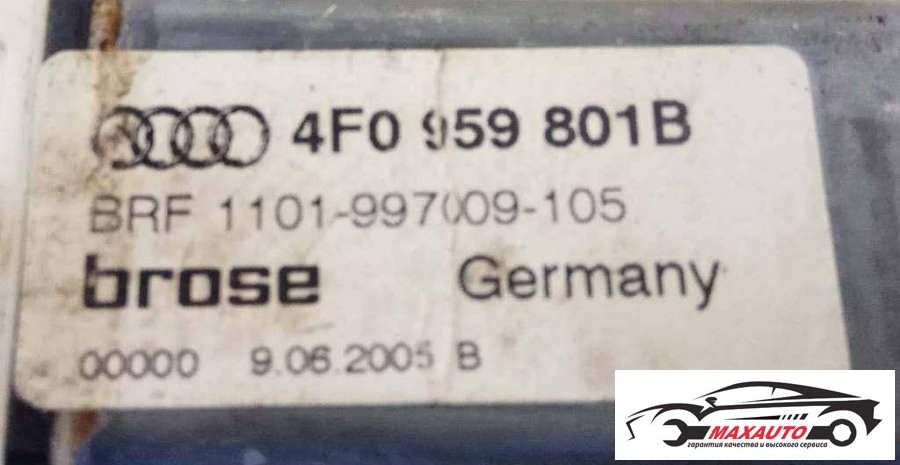 4F0 959 801B
BRF 1101-997009-105
brose Germany
00000 9.06.2005 B
MAXAUTO
гарантия качества и высокого сервиса